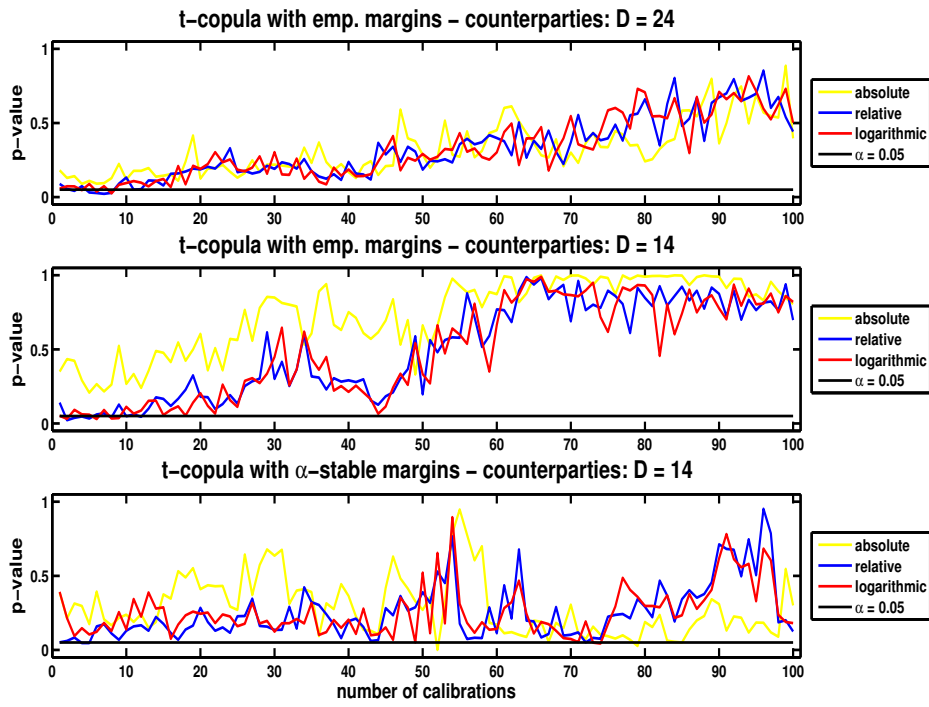 t-copula with emp. margins - counterparties: D = 24
p-value
1
0.5
0
0 10 20 30 40 50 60 70 80 90 100
absolute
relative
logarithmic
α = 0.05
t-copula with emp. margins - counterparties: D = 14
p-value
1
0.5
0
0 10 20 30 40 50 60 70 80 90 100
absolute
relative
logarithmic
α = 0.05
t-copula with α-stable margins - counterparties: D = 14
p-value
1
0.5
0
0 10 20 30 40 50 60 70 80 90 100
number of calibrations
absolute
relative
logarithmic
α = 0.05